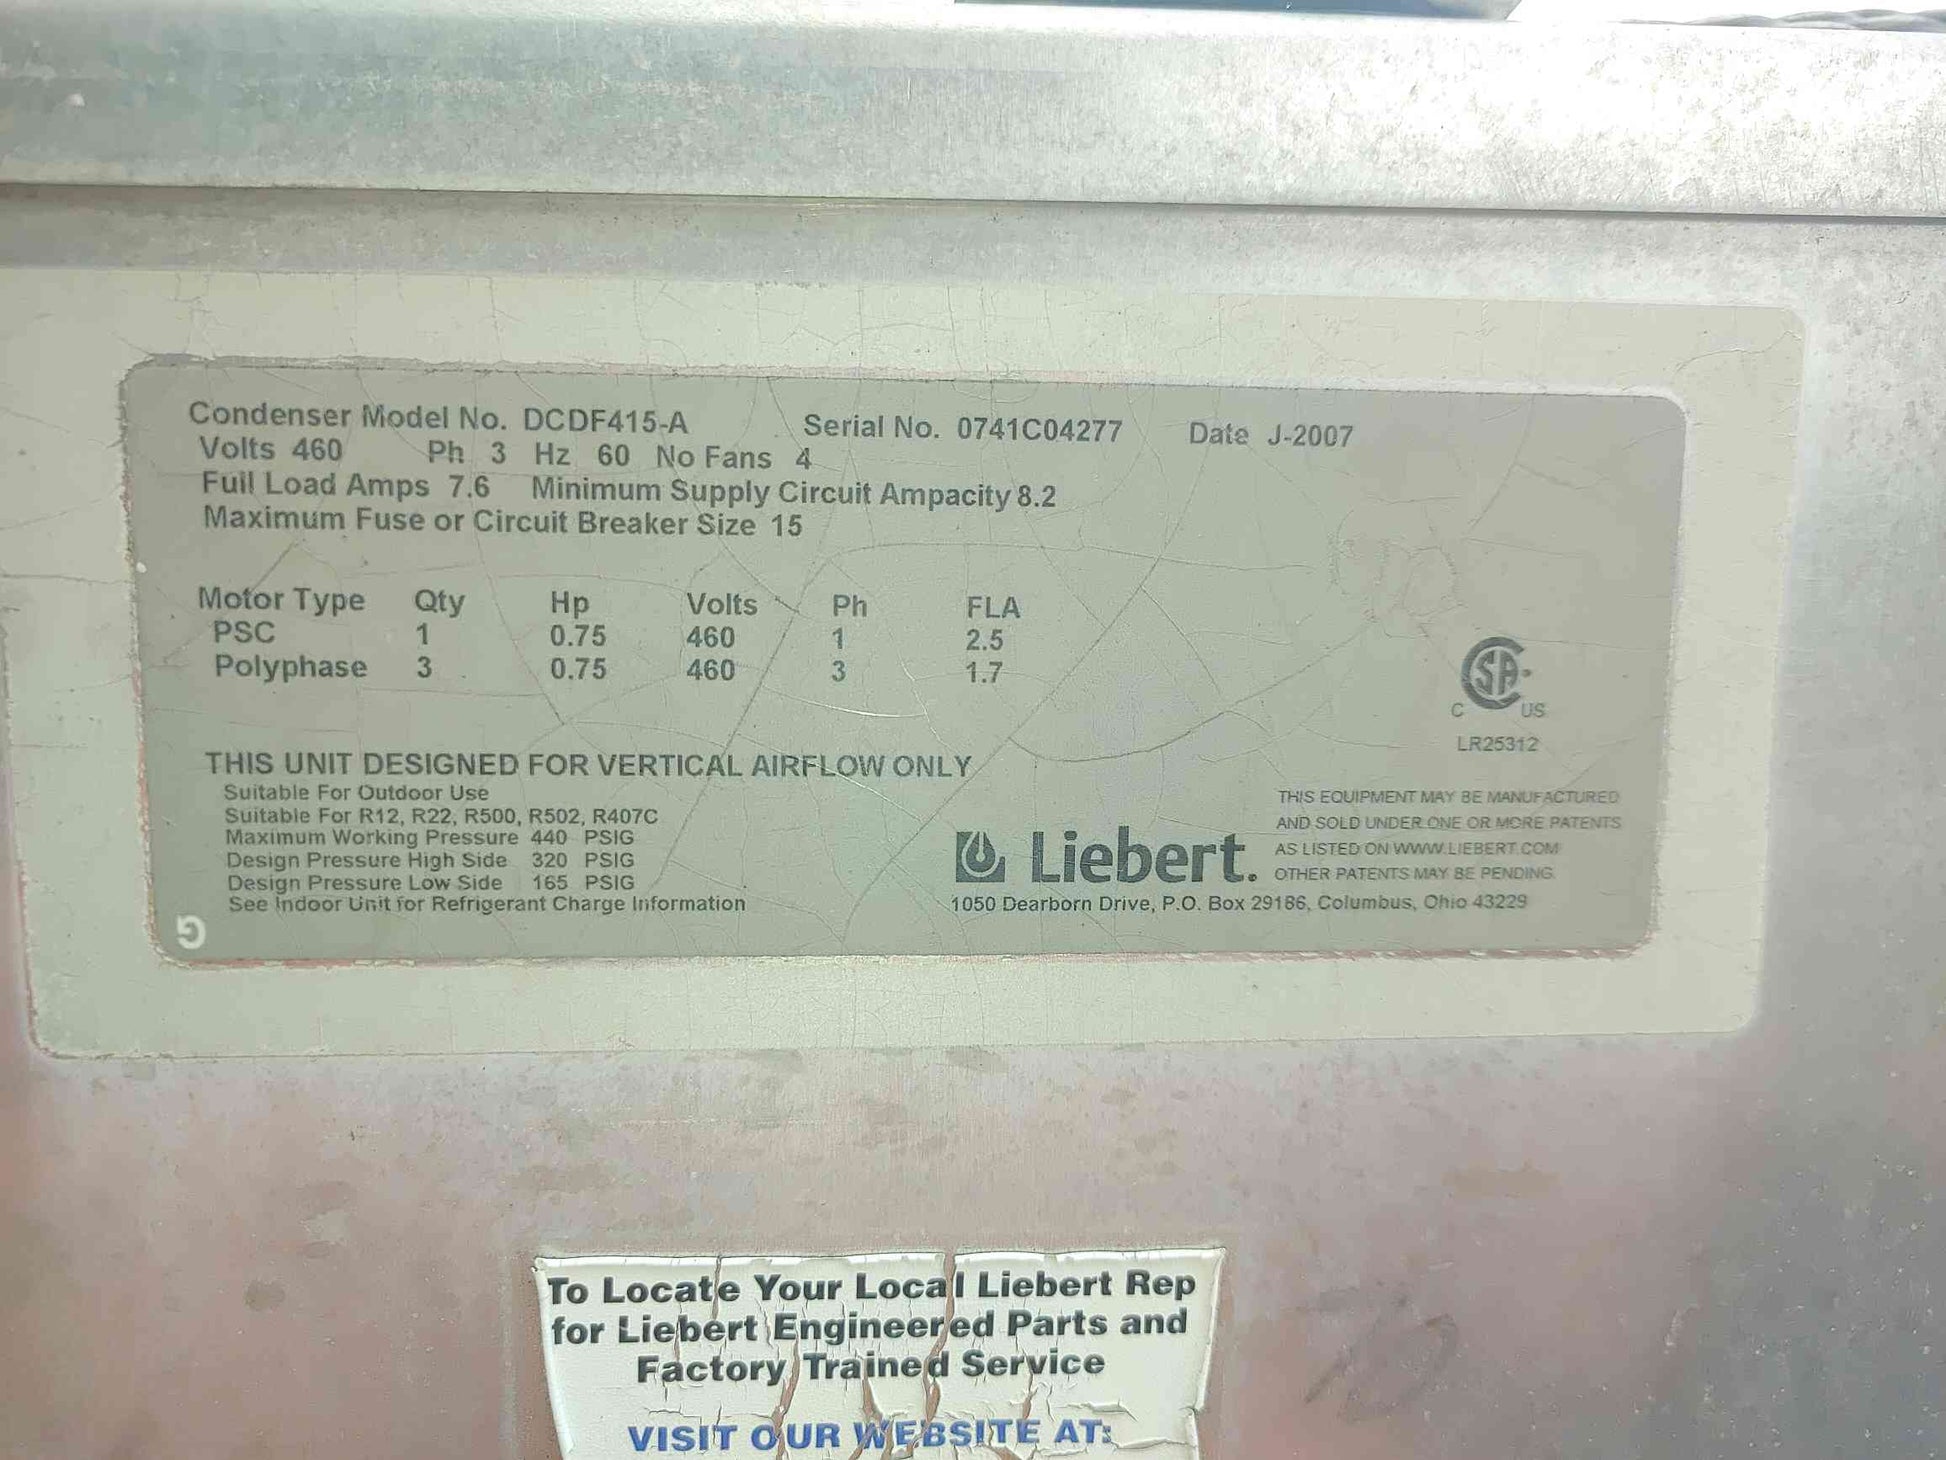 Condenser Model No. DCDF415-A Serial No. 0741C04277 Date J-2007
Volts 460 Ph 3 Hz 60 No Fans 4
Full Load Amps 7.6 Minimum Supply Circuit Ampacity 8.2
Maximum Fuse or Circuit Breaker Size 15
Motor Type Qty Hp Volts Ph FLA
PSC 1 0.75 460 1 2.5
Polyphase 3 0.75 460 3 1.7
CSA
C US
LR25312
THIS UNIT DESIGNED FOR VERTICAL AIRFLOW ONLY
Suitable For Outdoor Use
Suitable For R12, R22, R500, R502, R407C
Maximum Working Pressure 440 PSIG
Design Pressure High Side 320 PSIG
Design Pressure Low Side 165 PSIG
See Indoor Unit for Refrigerant Charge Information
G
Liebert.
THIS EQUIPMENT MAY BE MANUFACTURED
AND SOLD UNDER ONE OR MORE PATENTS
AS LISTED ON WWW.LIEBERT.COM
OTHER PATENTS MAY BE PENDING.
1050 Dearborn Drive, P.O. Box 29186, Columbus, Ohio 43229
To Locate Your Local Liebert Rep
for Liebert Engineered Parts and
Factory Trained Service
VISIT OUR WEBSITE AT: